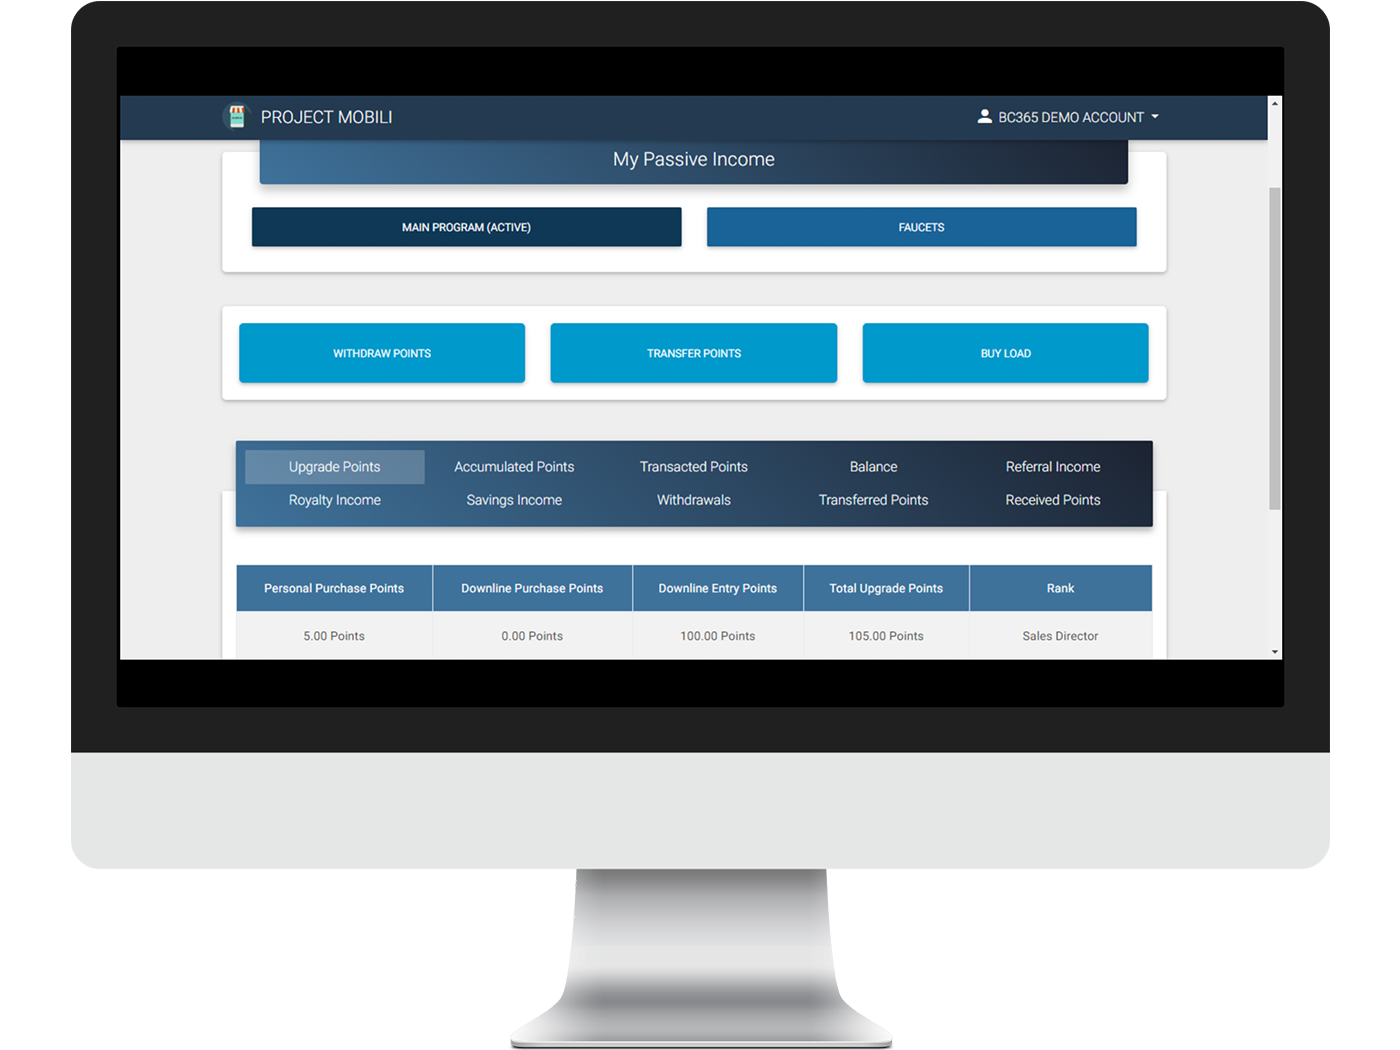 PROJECT MOBILI
BC365 DEMO ACCOUNT
My Passive Income
MAIN PROGRAM (ACTIVE) FAUCETS
WITHDRAW POINTS TRANSFER POINTS BUY LOAD
Upgrade Points Accumulated Points Transacted Points Balance Referral Income
Royalty Income Savings Income Withdrawals Transferred Points Received Points
Personal Purchase Points Downline Purchase Points Downline Entry Points Total Upgrade Points Rank
5.00 Points 0.00 Points 100.00 Points 105.00 Points Sales Director